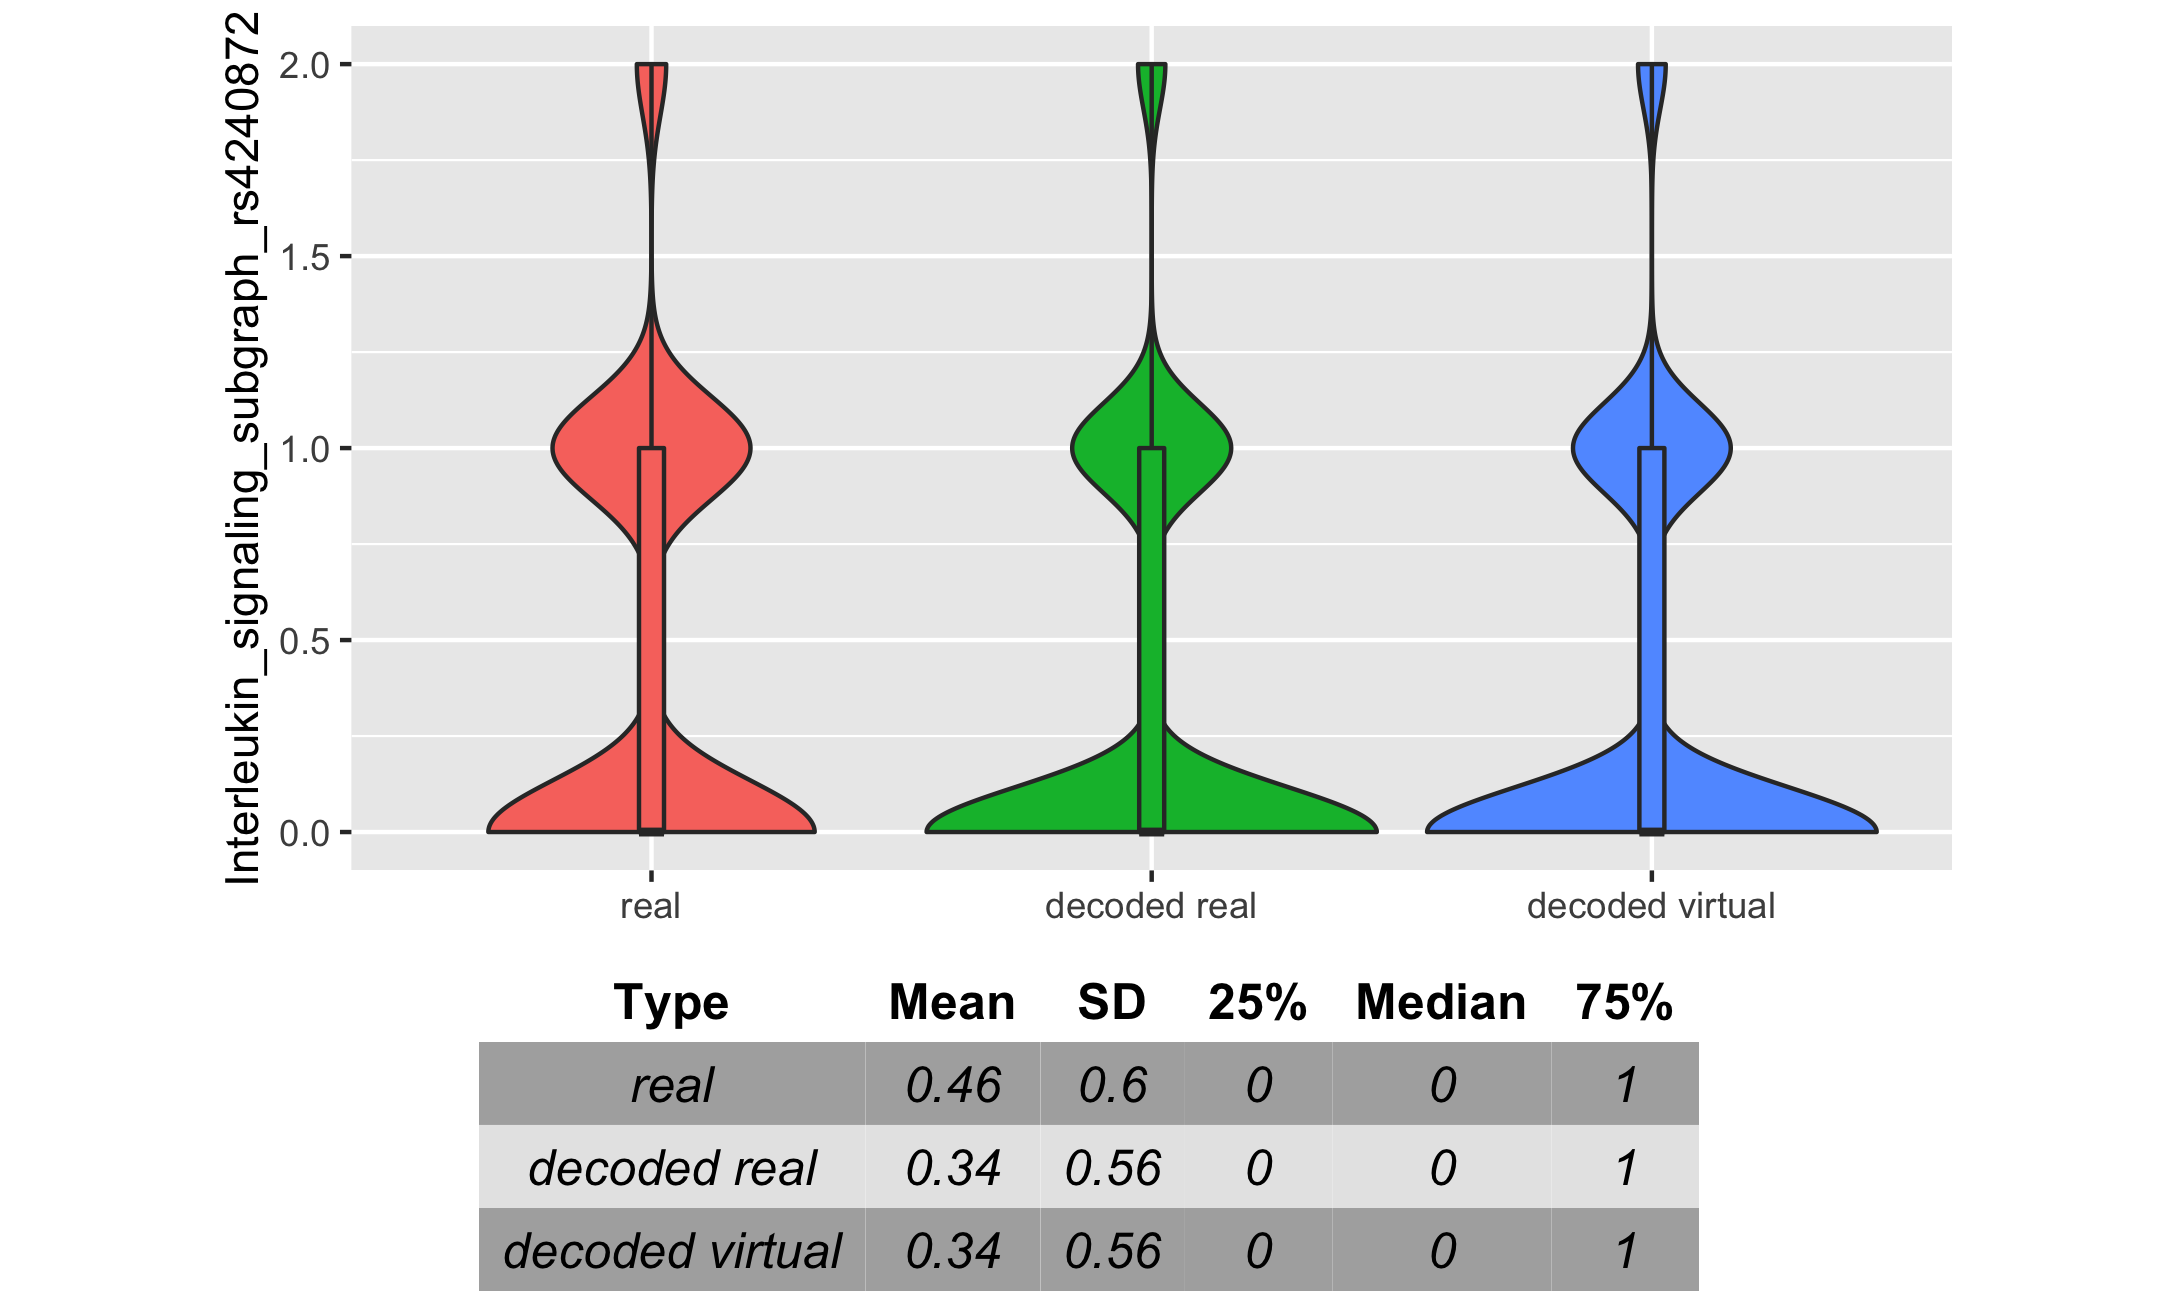 Interleukin_signaling_subgraph_rs4240872
2.0
1.5
1.0
0.5
0.0
real decoded real decoded virtual
Type Mean SD 25% Median 75%
real 0.46 0.6 0 0 1
decoded real 0.34 0.56 0 0 1
decoded virtual 0.34 0.56 0 0 1